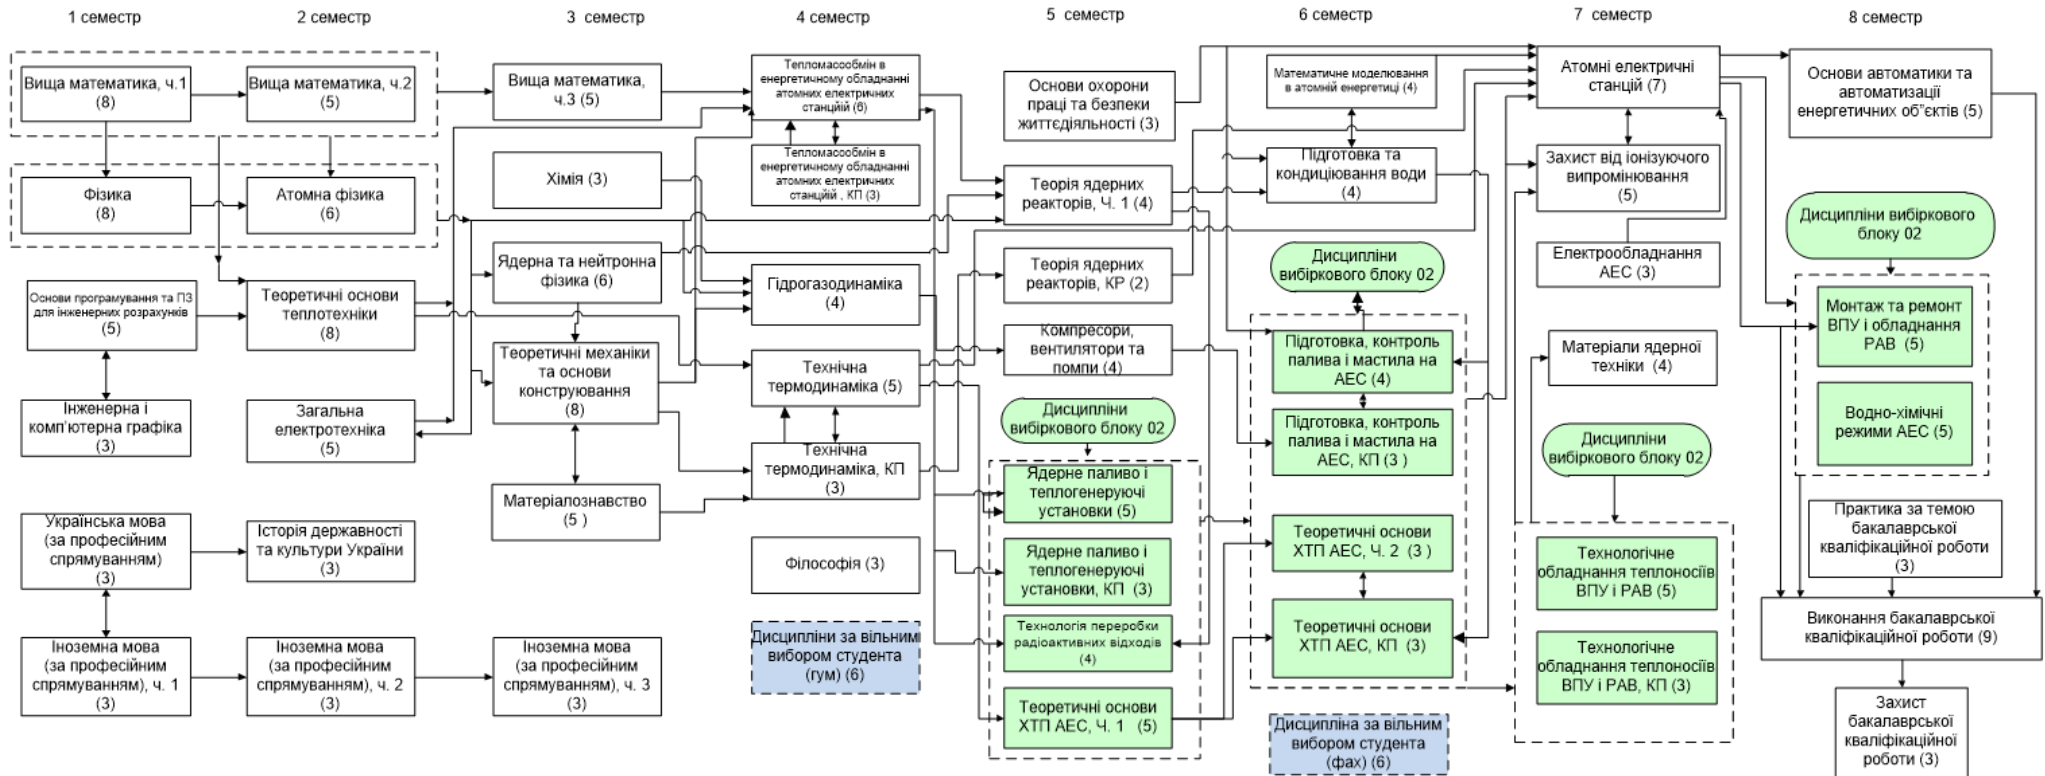 1 семестр
2 семестр
3 семестр
4 семестр
5 семестр
6 семестр
7 семестр
8 семестр
Вища математика, ч.1
(8)
Фізика
(8)
Основи програмування та ПЗ
для інженерних розрахунків
(5)
Інженерна і
комп'ютерна графіка
(3)
Українська мова
(за професійним
спрямуванням)
(3)
Іноземна мова
(за професійним
спрямуванням), ч. 1
(3)
Вища математика, ч.2
(5)
Атомна фізика
(6)
Теоретичні основи
теплотехніки
(8)
Загальна
електротехніка
(5)
Історія державності
та культури України
(3)
Іноземна мова
(за професійним
спрямуванням), ч. 2
(3)
Вища математика,
ч.3 (5)
Хімія (3)
Ядерна та нейтронна
фізика (6)
Теоретичні механіки
та основи
конструювання
(8)
Матеріалознавство
(5 )
Іноземна мова
(за професійним
спрямуванням), ч. 3
(3)
Тепломассобмін в
енергетичному обладнанні
атомних електричних
станцйій (6)
Тепломасообмін в
енергетичному обладнанні
атомних електричних
станцйій , КП (3)
Гідрогазодинаміка
(4)
Технічна
термодинаміка (5)
Технічна
термодинаміка, КП
(3)
Філософія (3)
Дисципліни за вільним
вибором студента
(гум) (6)
Основи охорони
праці та безпеки
життєдіяльності (3)
Теорія ядерних
реакторів, Ч. 1 (4)
Теорія ядерних
реакторів, КР (2)
Компресори,
вентилятори та
помпи (4)
Дисципліни
вибіркового блоку 02
Ядерне паливо і
теплогенеруючі
установки (5)
Ядерне паливо і
теплогенеруючі
установки, КП (3)
Технологія переробки
радіоактивних відходів
(4)
Теоретичні основи
ХТП АЕС, Ч. 1 (5)
Математичне моделювання
в атомній енергетиці (4)
Підготовка та
кондиціювання води
(4)
Дисципліни
вибіркового блоку 02
Підготовка, контроль
палива і мастила на
АЕС (4)
Підготовка, контроль
палива і мастила на
АЕС, КП (3 )
Теоретичні основи
ХТП АЕС, Ч. 2 (3 )
Теоретичні основи
ХТП АЕС, КП (3)
Дисципліна за вільним
вибором студента
(фах) (6)
Атомні електричні
станцій (7)
Захист від іонізуючого
випромінювання
(5)
Електрообладнання
АЕС (3)
Матеріали ядерної
техніки (4)
Дисципліни
вибіркового блоку 02
Технологічне
обладнання теплоносіїв
ВПУ і РАВ (5)
Технологічне
обладнання теплоносіїв
ВПУ і РАВ, КП (3)
Основи автоматики та
автоматизації
енергетичних об"єктів (5)
Дисципліни вибіркового
блоку 02
Монтаж та ремонт
ВПУ і обладнання
РАВ (5)
Водно-хімічні
режими АЕС (5)
Практика за темою
бакалаврської
кваліфікаційної роботи
(3)
Виконання бакалаврської
кваліфікаційної роботи (9)
Захист
бакалаврської
кваліфікаційної
роботи (3)